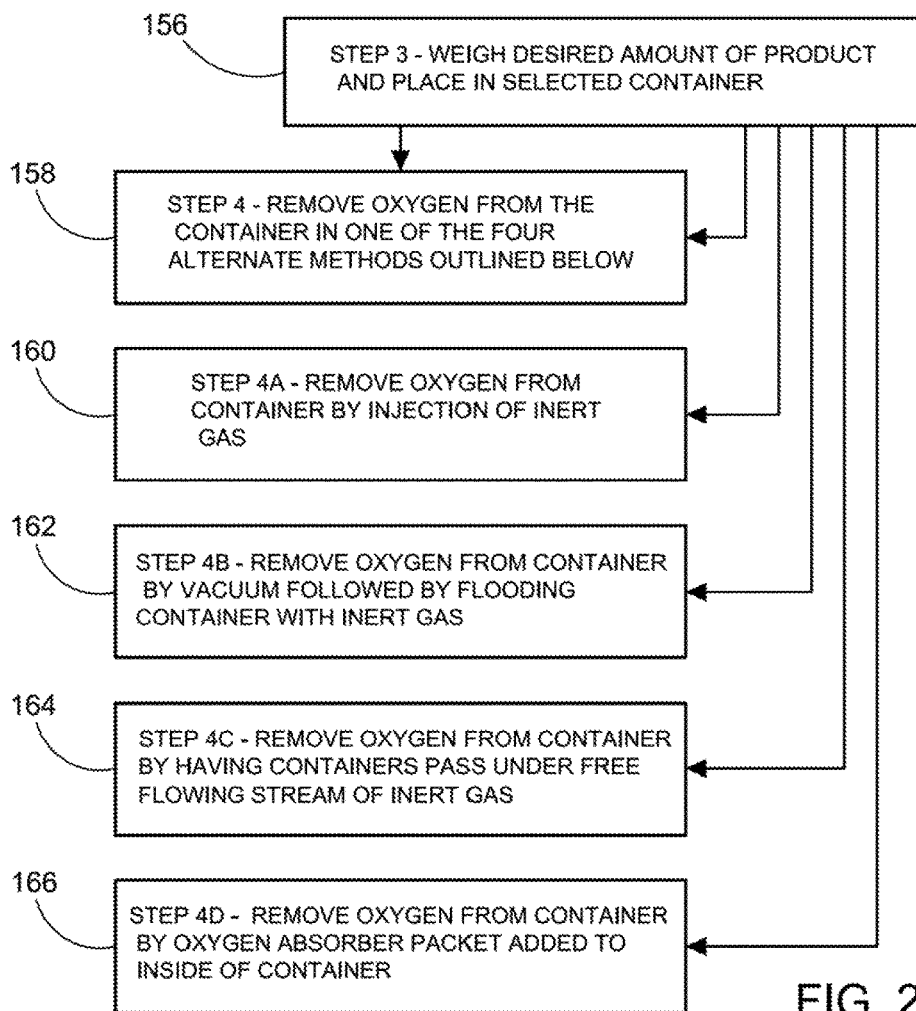 156
STEP 3 - WEIGH DESIRED AMOUNT OF PRODUCT
AND PLACE IN SELECTED CONTAINER
158
STEP 4 - REMOVE OXYGEN FROM THE
CONTAINER IN ONE OF THE FOUR
ALTERNATE METHODS OUTLINED BELOW
160
STEP 4A - REMOVE OXYGEN FROM
CONTAINER BY INJECTION OF INERT
GAS
162
STEP 4B - REMOVE OXYGEN FROM CONTAINER
BY VACUUM FOLLOWED BY FLOODING
CONTAINER WITH INERT GAS
164
STEP 4C - REMOVE OXYGEN FROM CONTAINER
BY HAVING CONTAINERS PASS UNDER FREE
FLOWING STREAM OF INERT GAS
166
STEP 4D - REMOVE OXYGEN FROM CONTAINER
BY OXYGEN ABSORBER PACKET ADDED TO
INSIDE OF CONTAINER
FIG. 2